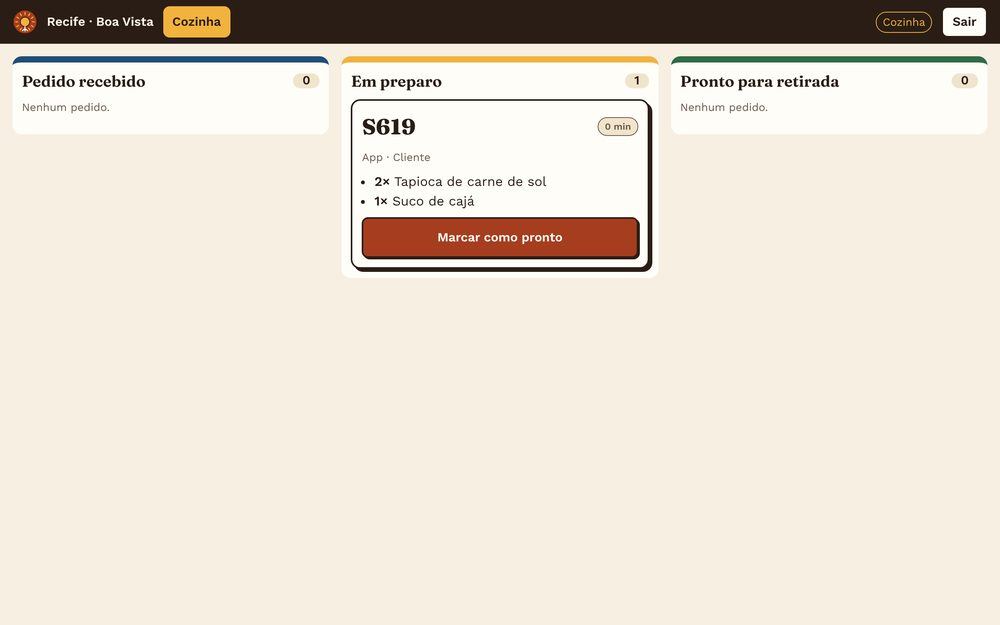 Recife · Boa Vista
Cozinha
Cozinha
Sair
Pedido recebido
0
Nenhum pedido.
Em preparo
1
S619
0 min
App · Cliente
• 2× Tapioca de carne de sol
• 1× Suco de cajá
Marcar como pronto
Pronto para retirada
0
Nenhum pedido.